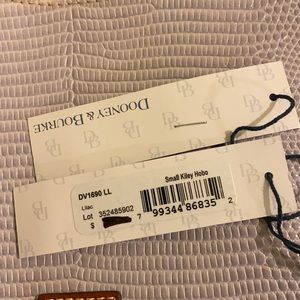 DOONEY & BOURKE
DV1690 LL
Small Kiley Hobo
Lilac
Lot 352485902
$
7 99344 86835 2